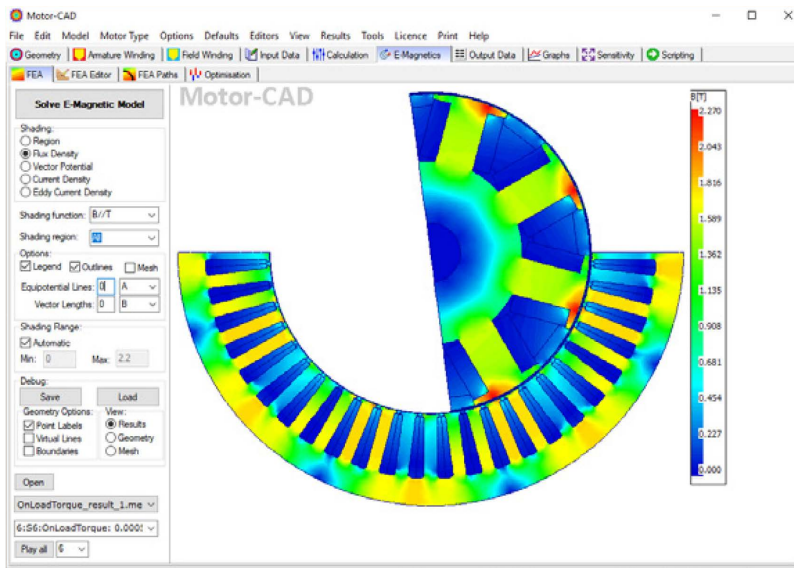 Motor-CAD
File Edit Model Motor Type Options Defaults Editors View Results Tools Licence Print Help
Geometry Armature Winding Field Winding Input Data Calculation E-Magnetics Output Data Graphs Sensitivity Scripting
FEA FEA Editor FEA Paths Optimisation
Solve E-Magnetic Model
Shading:
Region
Flux Density
Vector Potential
Current Density
Eddy Current Density
Shading function: B//T
Shading region: All
Options:
Legend Outlines Mesh
Equipotential Lines: 0 A
Vector Lengths: 0 B
Shading Range:
Automatic
Min: 0 Max: 2.2
Debug:
Save Load
Geometry Options: View:
Point Labels Results
Virtual Lines Geometry
Boundaries Mesh
Open
OnLoadTorque_result_1.me
6:S6:OnLoadTorque: 0.000
Play all 6
Motor-CAD
B[T]
2.270
2.043
1.816
1.589
1.362
1.135
0.908
0.681
0.454
0.227
0.000